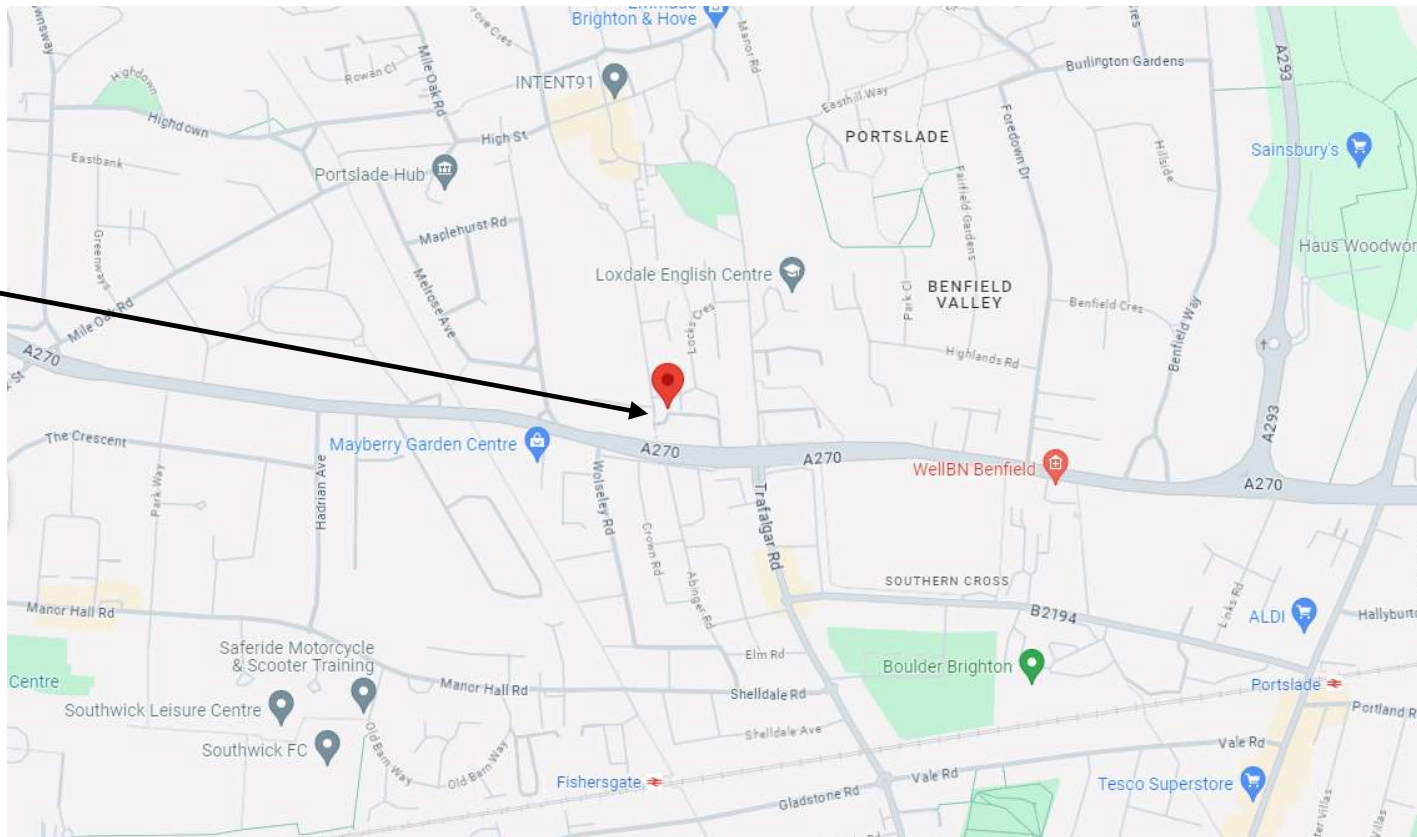 Brighton & Hove
Manor Rd
A293
Burlington Gardens
Rowan Cl
Mile Oak Rd
INTENT91
Highdown
Highdown
High St
Easthill Way
PORTSLADE
Foredown Dr
Hillside
Sainsbury's
Eastbank
Portslade Hub
Fairfield Gardens
Maplehurst Rd
Greenways
Haus Woodwor
Loxdale English Centre
BENFIELD
VALLEY
Park Cl
Benfield Cres
Melrose Ave
Locks Cres
Mile Oak Rd
Benfield Way
Highlands Rd
A270
A293
The Crescent
Mayberry Garden Centre
A270
A270
WellBN Benfield
A270
Park Way
Hadrian Ave
Wolseley Rd
Trafalgar Rd
Crown Rd
Abinger Rd
SOUTHERN CROSS
B2194
Links Rd
ALDI
Manor Hall Rd
Saferide Motorcycle
& Scooter Training
Elm Rd
Boulder Brighton
Centre
Manor Hall Rd
Shelldale Rd
Portslade
Southwick Leisure Centre
Portland R
Shelldale Ave
Southwick FC
Old Barn Way
Old Barn Way
Vale Rd
Fishersgate
Vale Rd
Tesco Superstore
Gladstone Rd